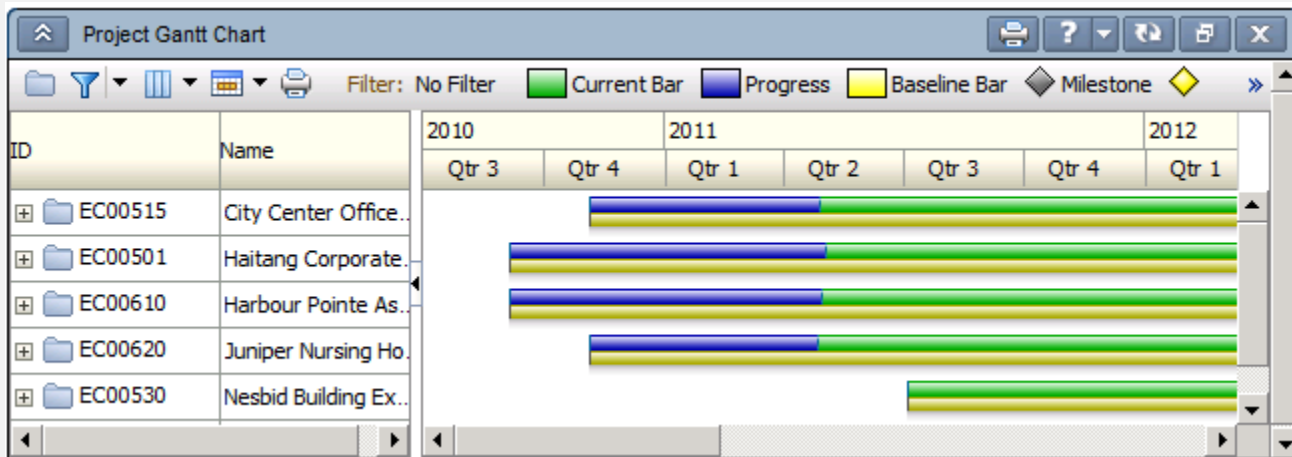 Project Gantt Chart ?
Filter: No Filter Current Bar Progress Baseline Bar Milestone »
ID Name 2010 2011 2012
Qtr 3 Qtr 4 Qtr 1 Qtr 2 Qtr 3 Qtr 4 Qtr 1
EC00515 City Center Office..
EC00501 Haitang Corporate.
EC00610 Harbour Pointe As..
EC00620 Juniper Nursing Ho.
EC00530 Nesbid Building Ex..